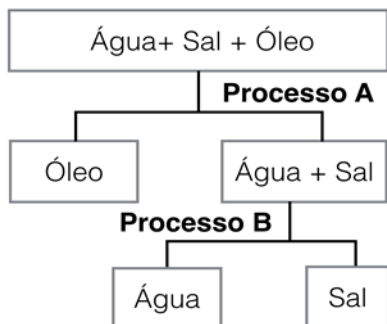 Água+ Sal + Óleo
Processo A
Óleo
Água + Sal
Processo B
Água
Sal